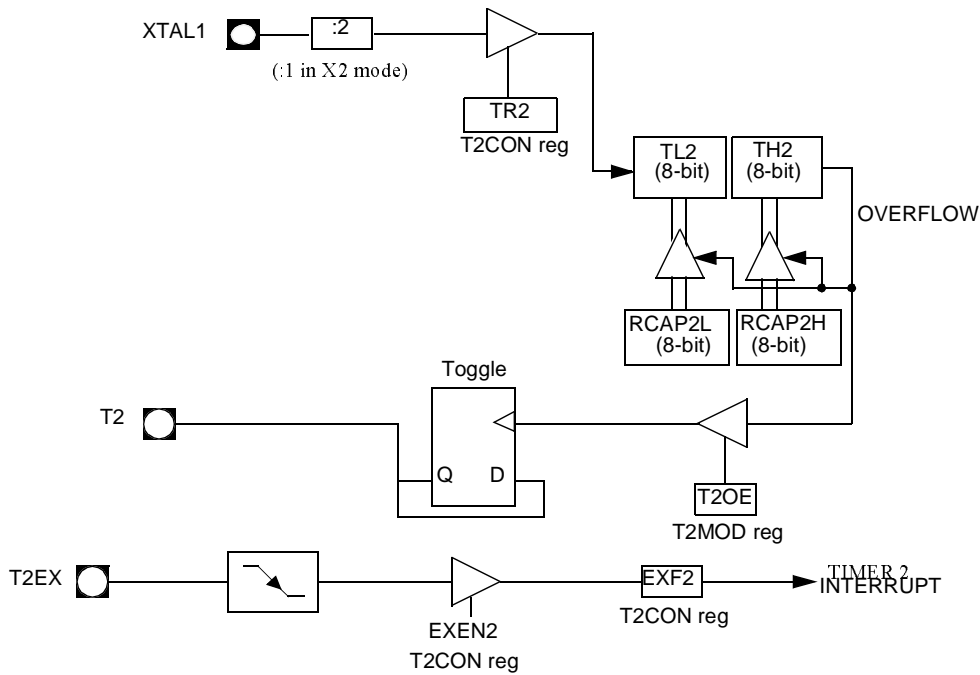 XTAL1
:2
(:1 in X2 mode)
TR2
T2CON reg
TL2
(8-bit)
TH2
(8-bit)
OVERFLOW
RCAP2L
(8-bit)
RCAP2H
(8-bit)
Toggle
T2
Q
D
T2OE
T2MOD reg
T2EX
EXEN2
T2CON reg
EXF2
T2CON reg
TIMER 2
INTERRUPT